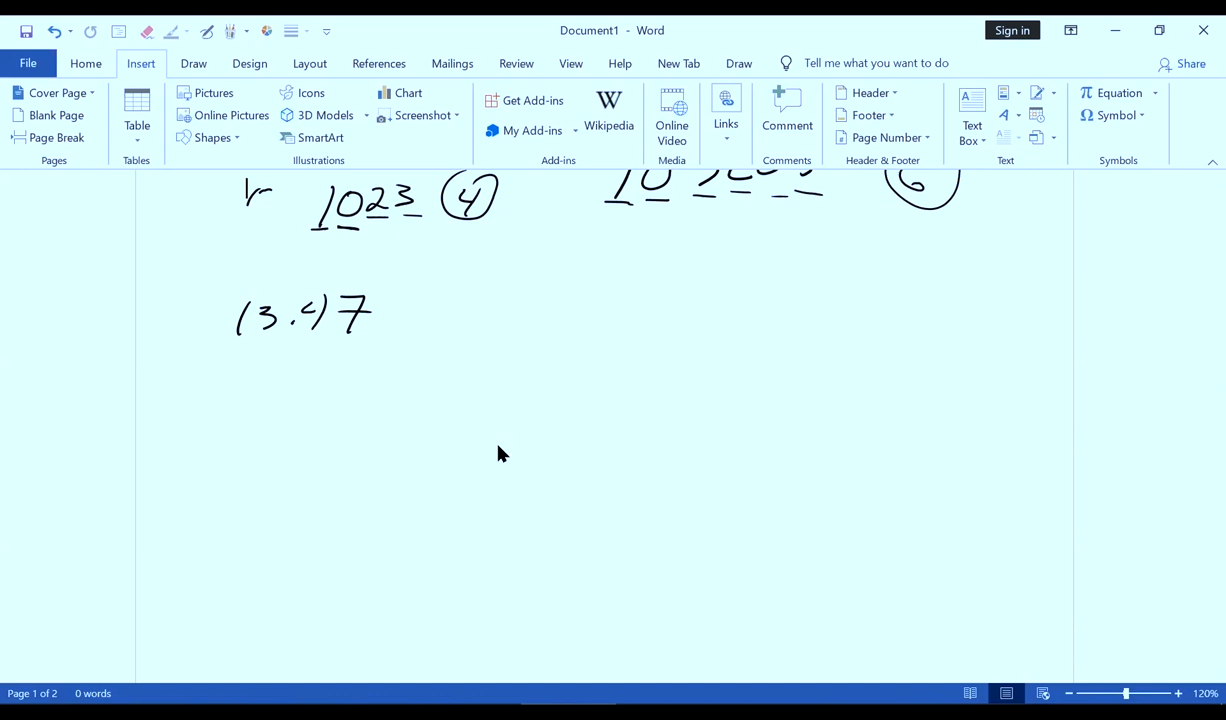 Document1 - Word
Sign in
File Home Insert Draw Design Layout References Mailings Review View Help New Tab Draw Tell me what you want to do Share
Cover Page
Blank Page
Page Break
Pages
Table
Tables
Pictures
Online Pictures
Shapes
Icons
3D Models
SmartArt
Chart
Screenshot
Illustrations
Get Add-ins
My Add-ins
Wikipedia
Add-ins
Online Video
Media
Links
Comment
Comments
Header
Footer
Page Number
Header & Footer
Text Box
Text
Equation
Symbol
Symbols
1023 4
(3.4)7
Page 1 of 2 0 words
120%